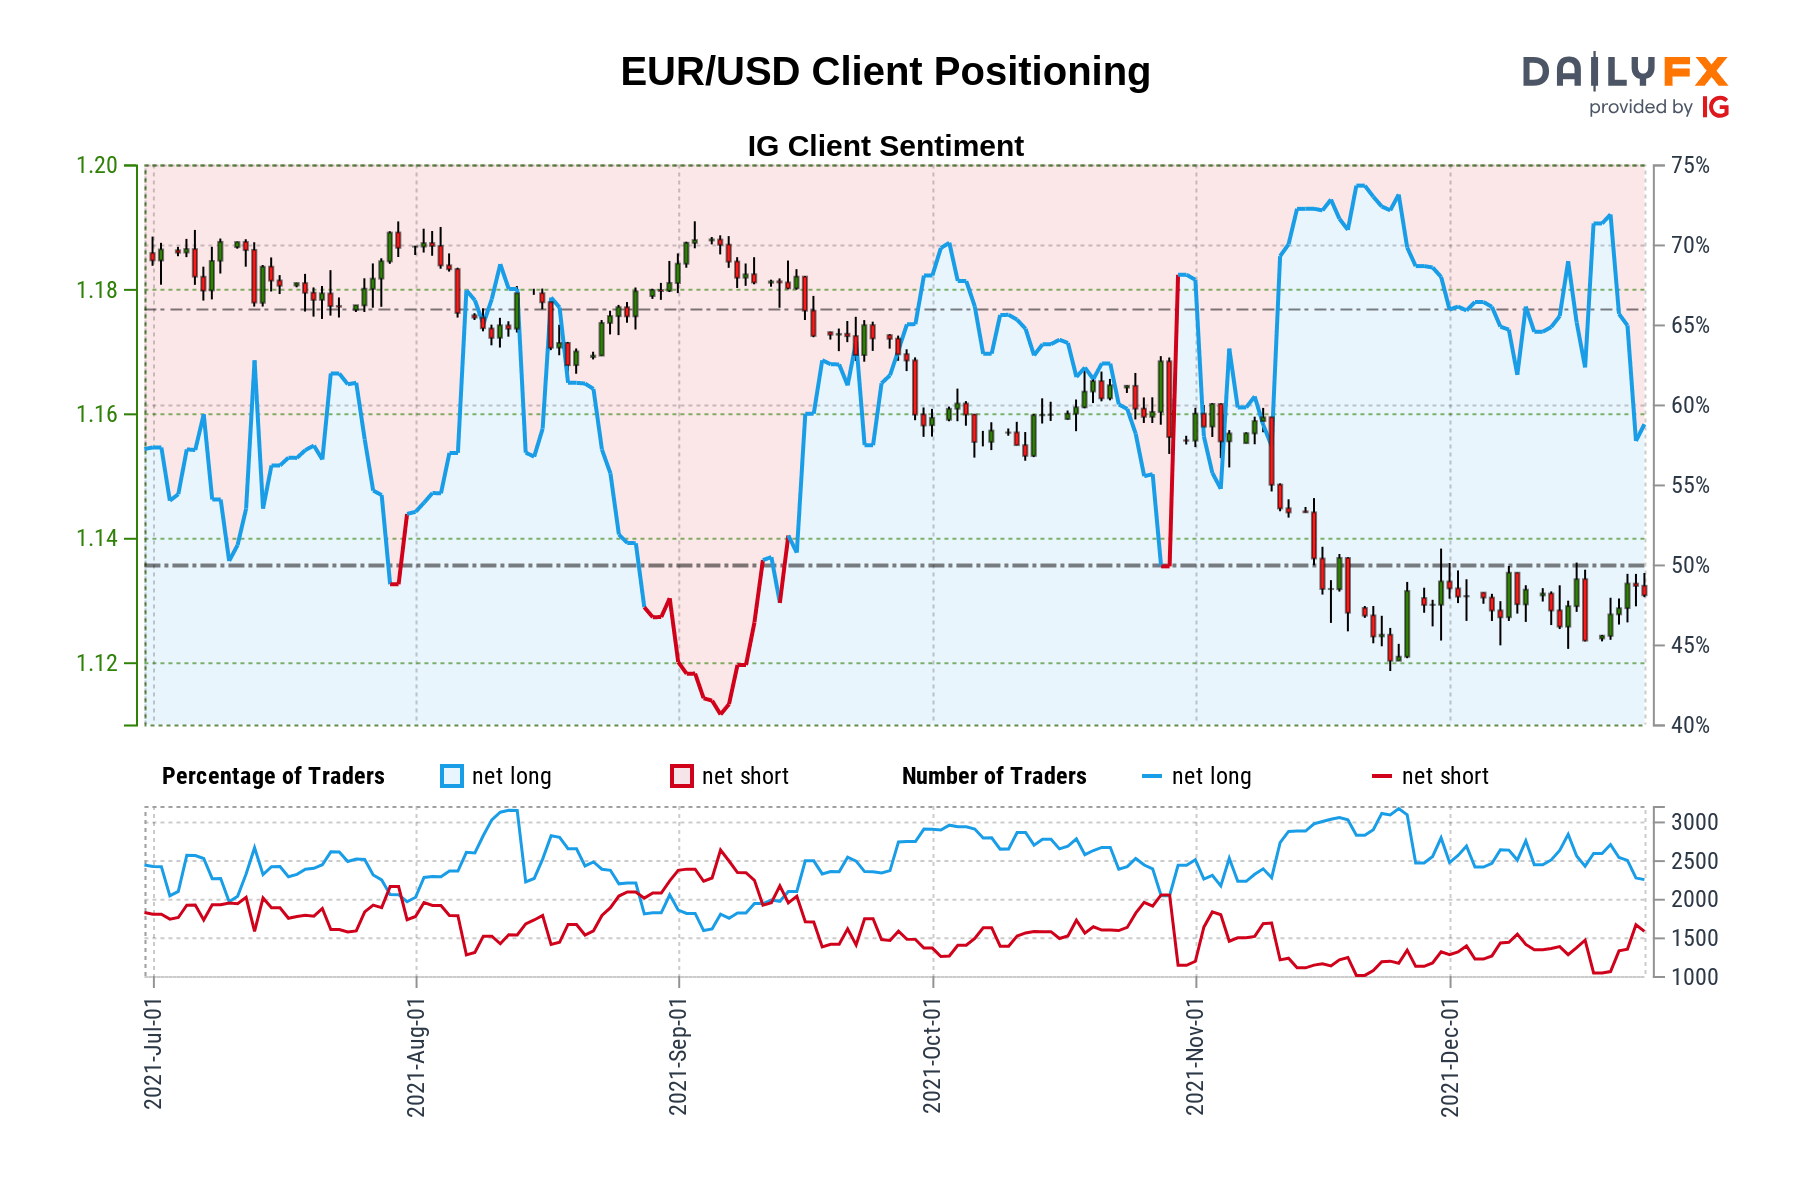 EUR/USD Client Positioning
DAILYFX
provided by IG
IG Client Sentiment
1.20
1.18
1.16
1.14
1.12
75%
70%
65%
60%
55%
50%
45%
40%
Percentage of Traders net long net short Number of Traders net long net short
3000
2500
2000
1500
1000
2021-Jul-01
2021-Aug-01
2021-Sep-01
2021-Oct-01
2021-Nov-01
2021-Dec-01